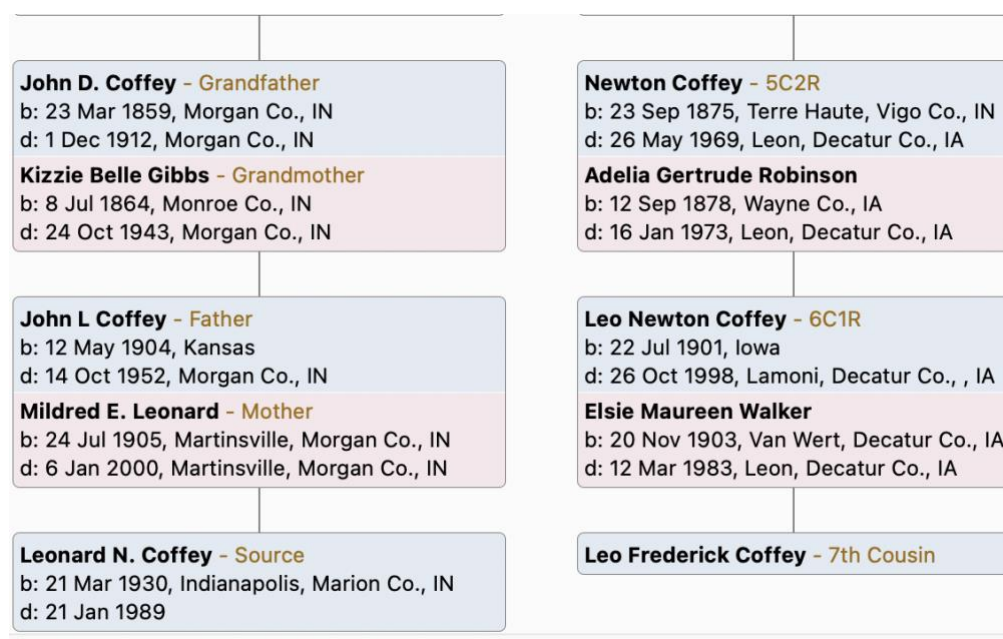 John D. Coffey - Grandfather
b: 23 Mar 1859, Morgan Co., IN
d: 1 Dec 1912, Morgan Co., IN
Kizzie Belle Gibbs - Grandmother
b: 8 Jul 1864, Monroe Co., IN
d: 24 Oct 1943, Morgan Co., IN
John L Coffey - Father
b: 12 May 1904, Kansas
d: 14 Oct 1952, Morgan Co., IN
Mildred E. Leonard - Mother
b: 24 Jul 1905, Martinsville, Morgan Co., IN
d: 6 Jan 2000, Martinsville, Morgan Co., IN
Leonard N. Coffey - Source
b: 21 Mar 1930, Indianapolis, Marion Co., IN
d: 21 Jan 1989
Newton Coffey - 5C2R
b: 23 Sep 1875, Terre Haute, Vigo Co., IN
d: 26 May 1969, Leon, Decatur Co., IA
Adelia Gertrude Robinson
b: 12 Sep 1878, Wayne Co., IA
d: 16 Jan 1973, Leon, Decatur Co., IA
Leo Newton Coffey - 6C1R
b: 22 Jul 1901, Iowa
d: 26 Oct 1998, Lamoni, Decatur Co., , IA
Elsie Maureen Walker
b: 20 Nov 1903, Van Wert, Decatur Co., IA
d: 12 Mar 1983, Leon, Decatur Co., IA
Leo Frederick Coffey - 7th Cousin